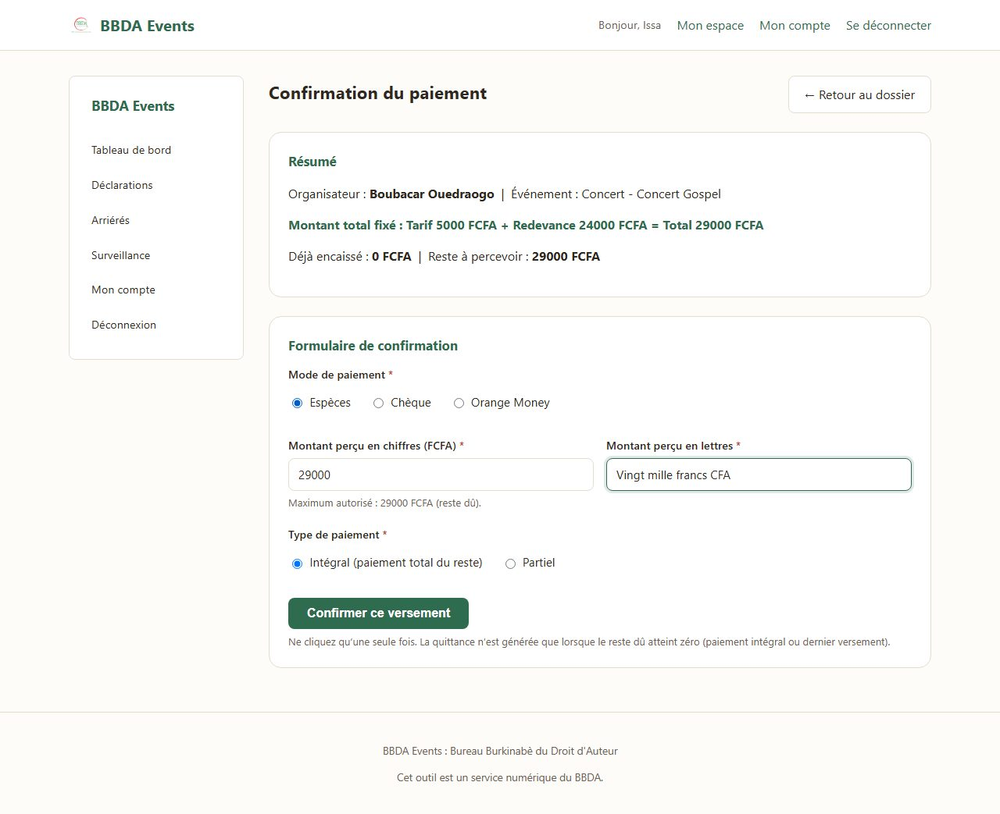 BBDA Events
Bonjour, Issa
Mon espace
Mon compte
Se déconnecter
BBDA Events
Tableau de bord
Déclarations
Arriérés
Surveillance
Mon compte
Déconnexion
Confirmation du paiement
← Retour au dossier
Résumé
Organisateur : Boubacar Ouedraogo | Événement : Concert - Concert Gospel
Montant total fixé : Tarif 5000 FCFA + Redevance 24000 FCFA = Total 29000 FCFA
Déjà encaissé : 0 FCFA | Reste à percevoir : 29000 FCFA
Formulaire de confirmation
Mode de paiement *
Espèces
Chèque
Orange Money
Montant perçu en chiffres (FCFA) *
29000
Maximum autorisé : 29000 FCFA (reste dû).
Montant perçu en lettres *
Vingt mille francs CFA
Type de paiement *
Intégral (paiement total du reste)
Partiel
Confirmer ce versement
Ne cliquez qu’une seule fois. La quittance n’est générée que lorsque le reste dû atteint zéro (paiement intégral ou dernier versement).
BBDA Events : Bureau Burkinabè du Droit d'Auteur
Cet outil est un service numérique du BBDA.